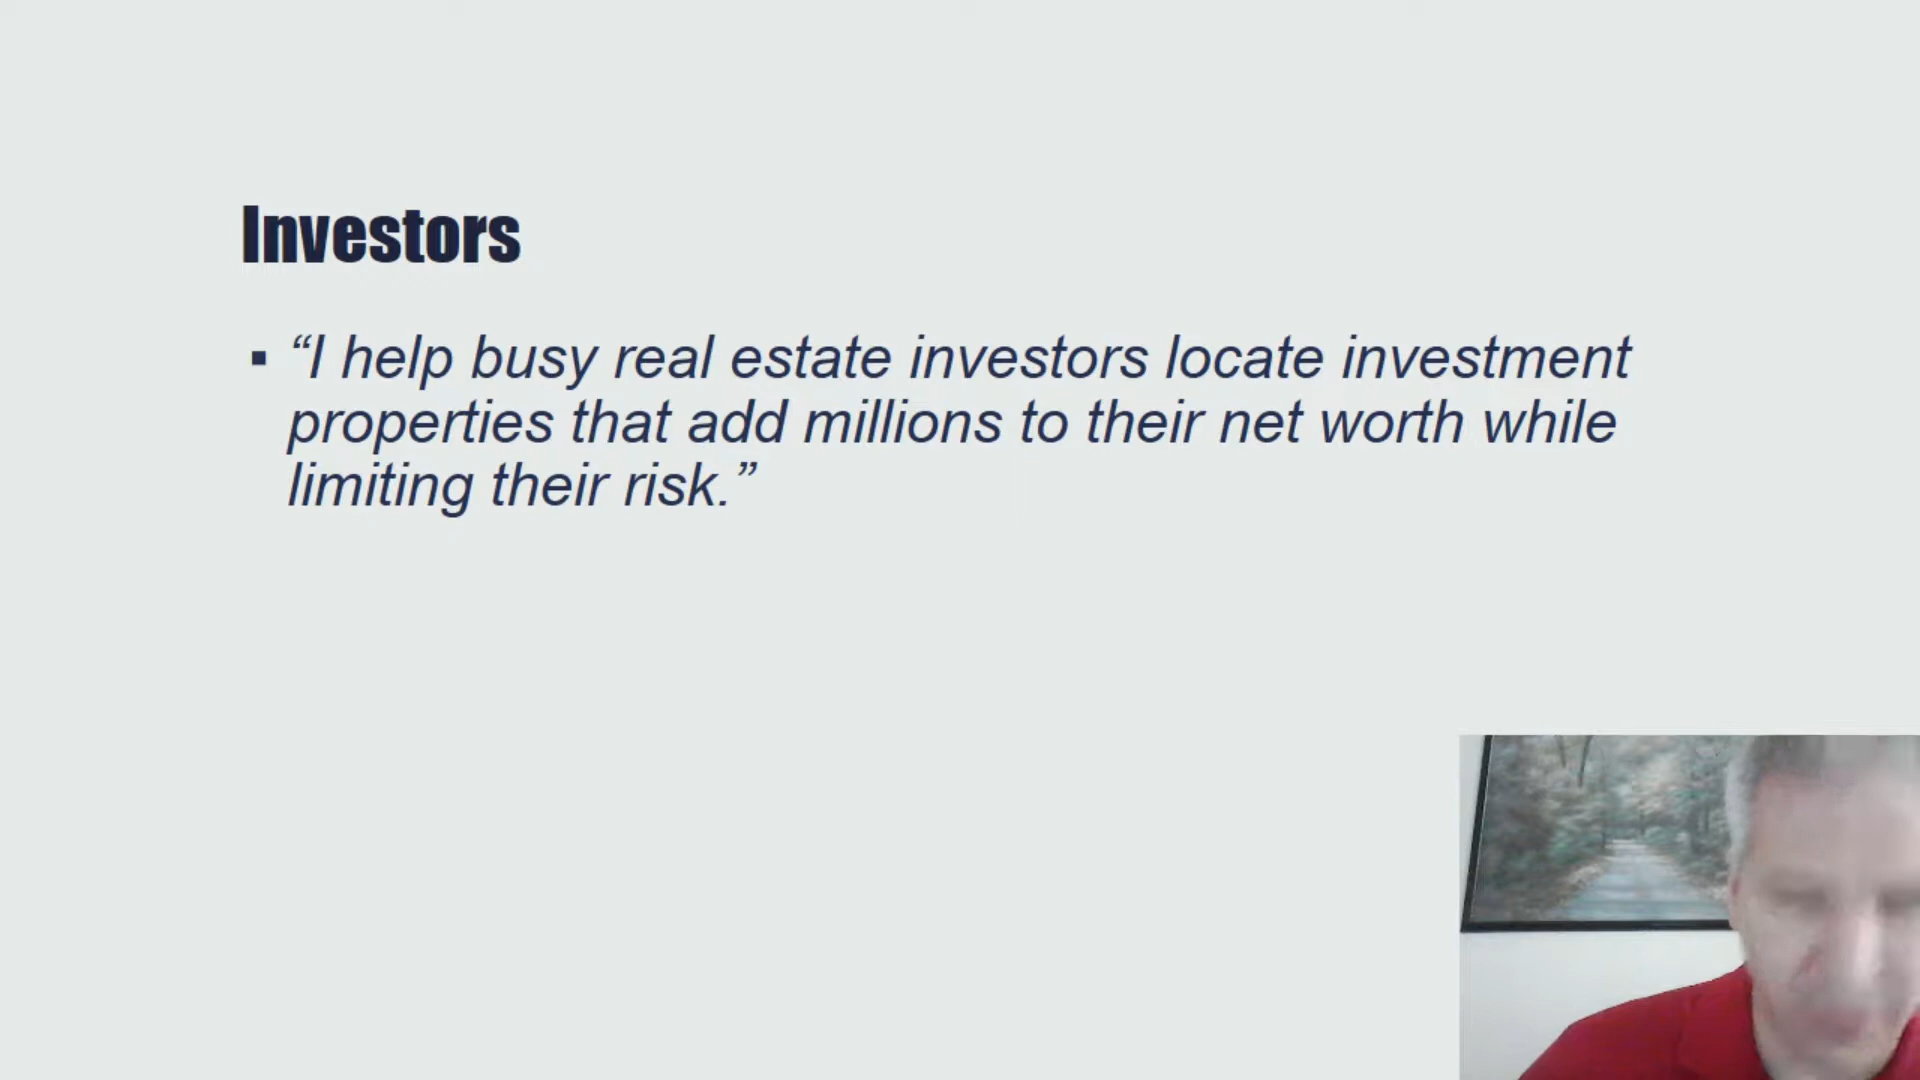 Investors
▪ “I help busy real estate investors locate investment
properties that add millions to their net worth while
limiting their risk.”